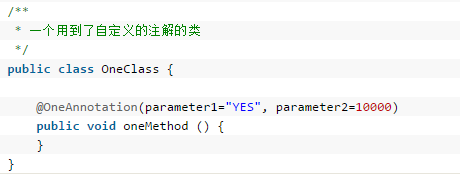 /**
 * 一个用到了自定义的注解的类
 */
public class OneClass {
    @OneAnnotation(parameter1="YES", parameter2=10000)
    public void oneMethod () {
    }
}